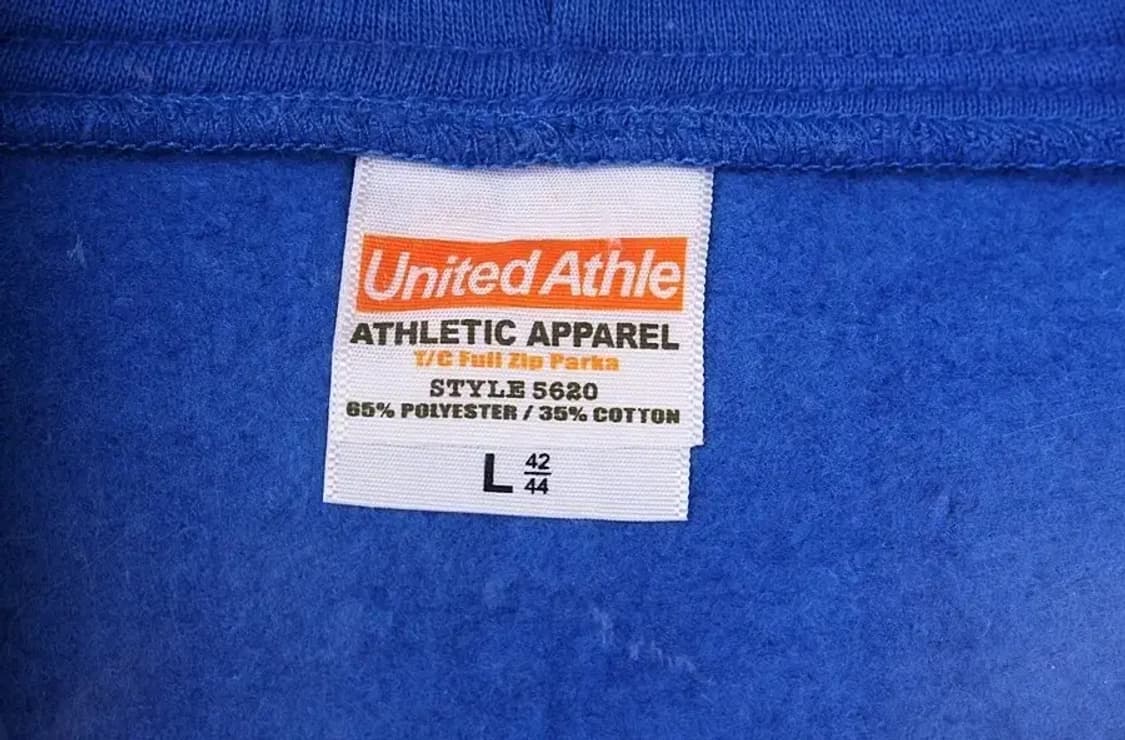 United Athle
ATHLETIC APPAREL
T/C Full Zip Parka
STYLE 5620
65% POLYESTER / 35% COTTON
L 42/44